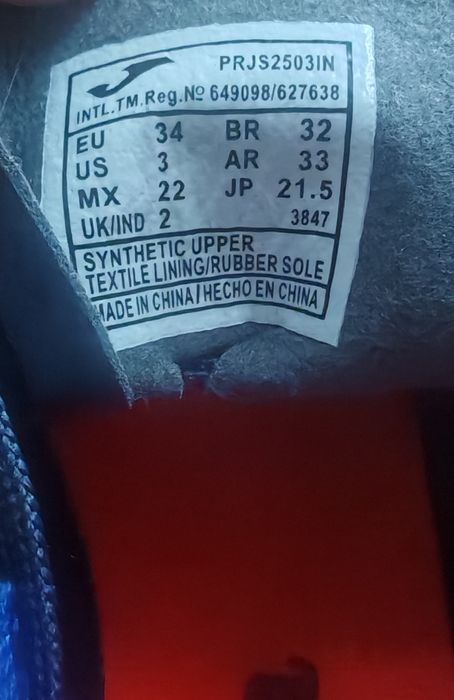 PRJS2503IN
INTL.TM.Reg.Nº 649098/627638
EU 34 BR 32
US 3 AR 33
MX 22 JP 21.5
UK/IND 2 3847
SYNTHETIC UPPER
TEXTILE LINING/RUBBER SOLE
MADE IN CHINA/HECHO EN CHINA